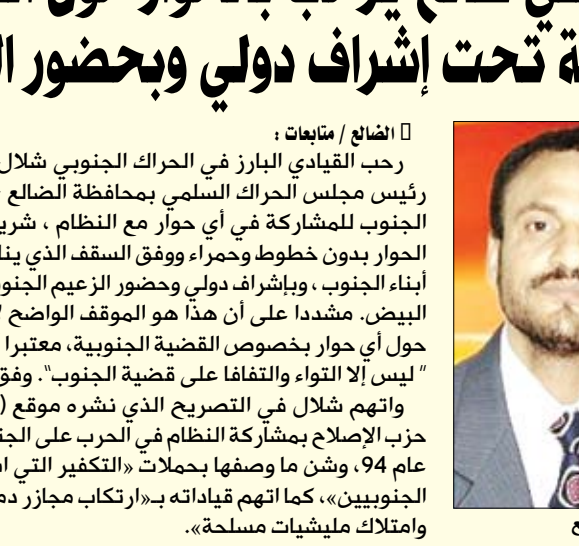 تحت إشراف دولي وبحضور
الضالع / متابعات :
رحب القيادي البارز في الحراك الجنوبي شلال
رئيس مجلس الحراك السلمي بمحافظة الضالع
الجنوب للمشاركة في أي حوار مع النظام ، شري
الحوار بدون خطوط وحمراء ووفق السقف الذي ينا
أبناء الجنوب ، وبإشراف دولي وحضور الزعيم الجنو
البيض. مشددا على أن هذا هو الموقف الواضح
حول أي حوار بخصوص القضية الجنوبية، معتبرا
" ليس إلا التواء والتفافا على قضية الجنوب". وفق
واتهم شلال في التصريح الذي نشره موقع (
حزب الإصلاح بمشاركة النظام في الحرب على الجن
عام 94، وشن ما وصفها بحملات «التكفير التي ا
الجنوبيين»، كما اتهم قياداته بـ«ارتكاب مجازر دم
وامتلاك مليشيات مسلحة».